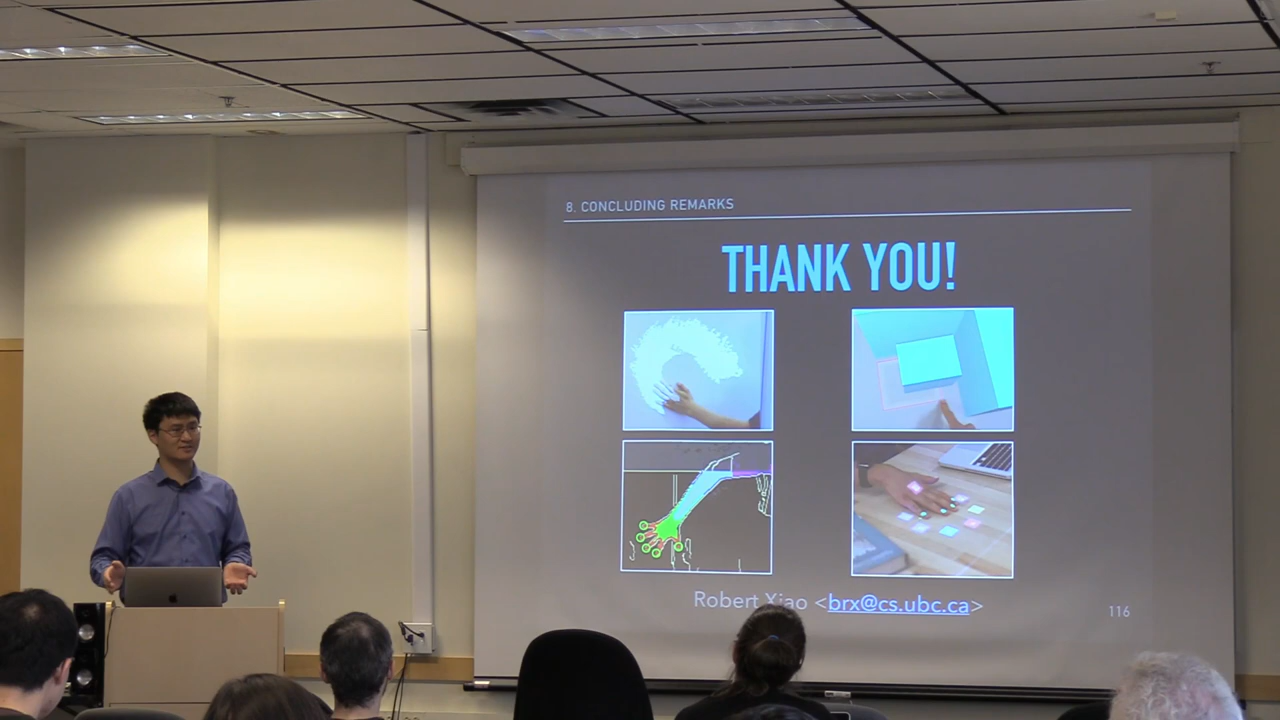 8. CONCLUDING REMARKS
THANK YOU!
Robert Xiao <brx@cs.ubc.ca>
116